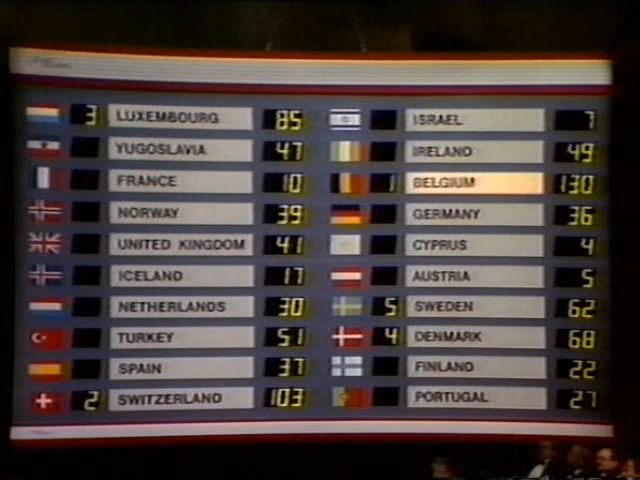 3 LUXEMBOURG 85
YUGOSLAVIA 47
FRANCE 10
NORWAY 39
UNITED KINGDOM 41
ICELAND 17
NETHERLANDS 30
TURKEY 51
SPAIN 37
2 SWITZERLAND 103
ISRAEL 7
IRELAND 49
1 BELGIUM 130
GERMANY 36
CYPRUS 4
AUSTRIA 5
5 SWEDEN 62
4 DENMARK 68
FINLAND 22
PORTUGAL 27